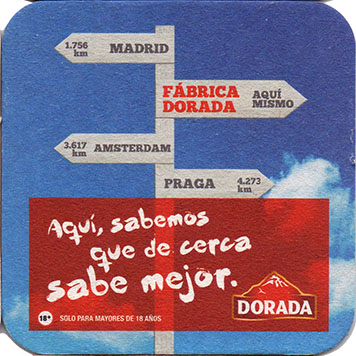 1.756 km MADRID
FÁBRICA DORADA AQUÍ MISMO
3.617 km AMSTERDAM
PRAGA 4.273 km
Aquí, sabemos
que de cerca
sabe mejor.
DORADA
18+ SOLO PARA MAYORES DE 18 AÑOS